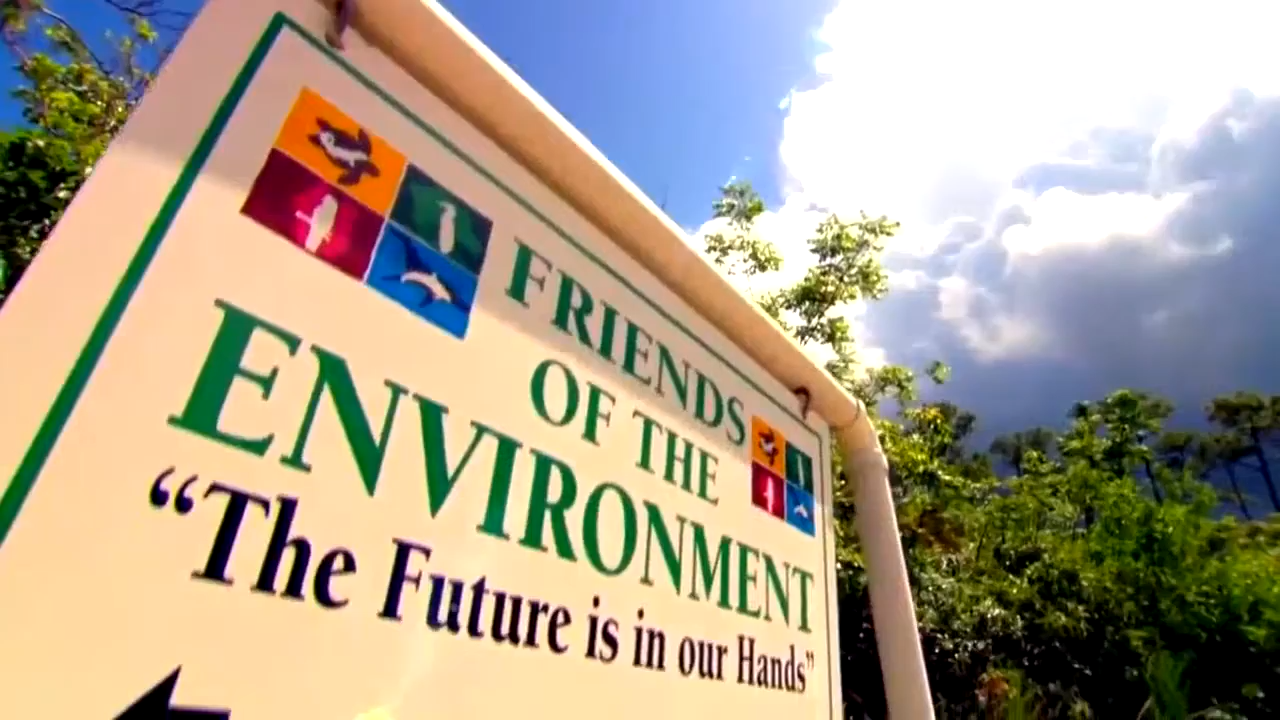 FRIENDS
OF THE
ENVIRONMENT
“The Future is in our Hands”